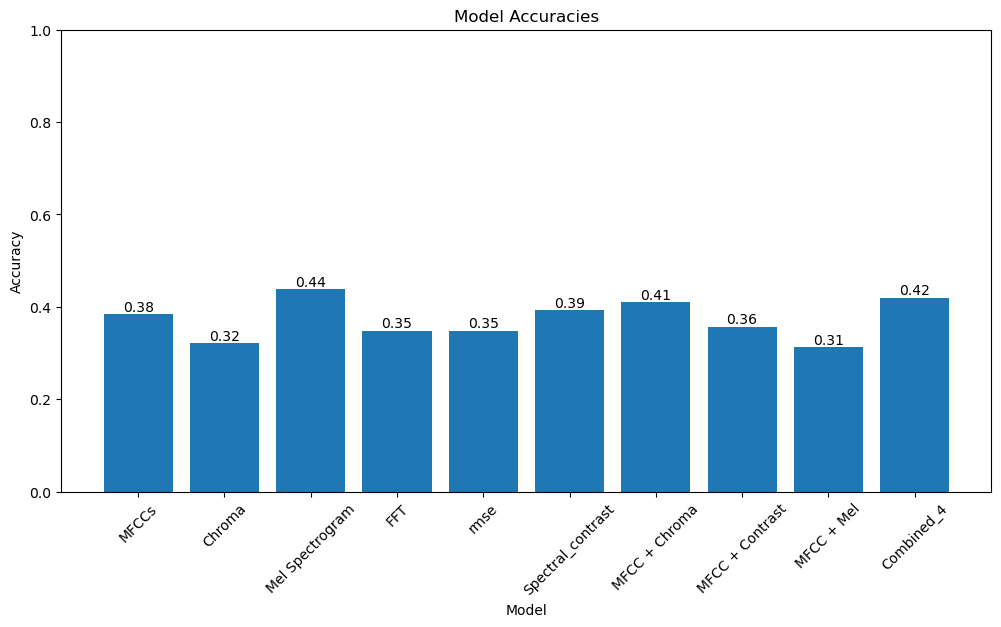 Model Accuracies
1.0
0.8
0.6
0.4
0.2
0.0
Accuracy
0.38
0.32
0.44
0.35
0.35
0.39
0.41
0.36
0.31
0.42
MFCCs
Chroma
Mel Spectrogram
FFT
rmse
Spectral_contrast
MFCC + Chroma
MFCC + Contrast
MFCC + Mel
Combined_4
Model